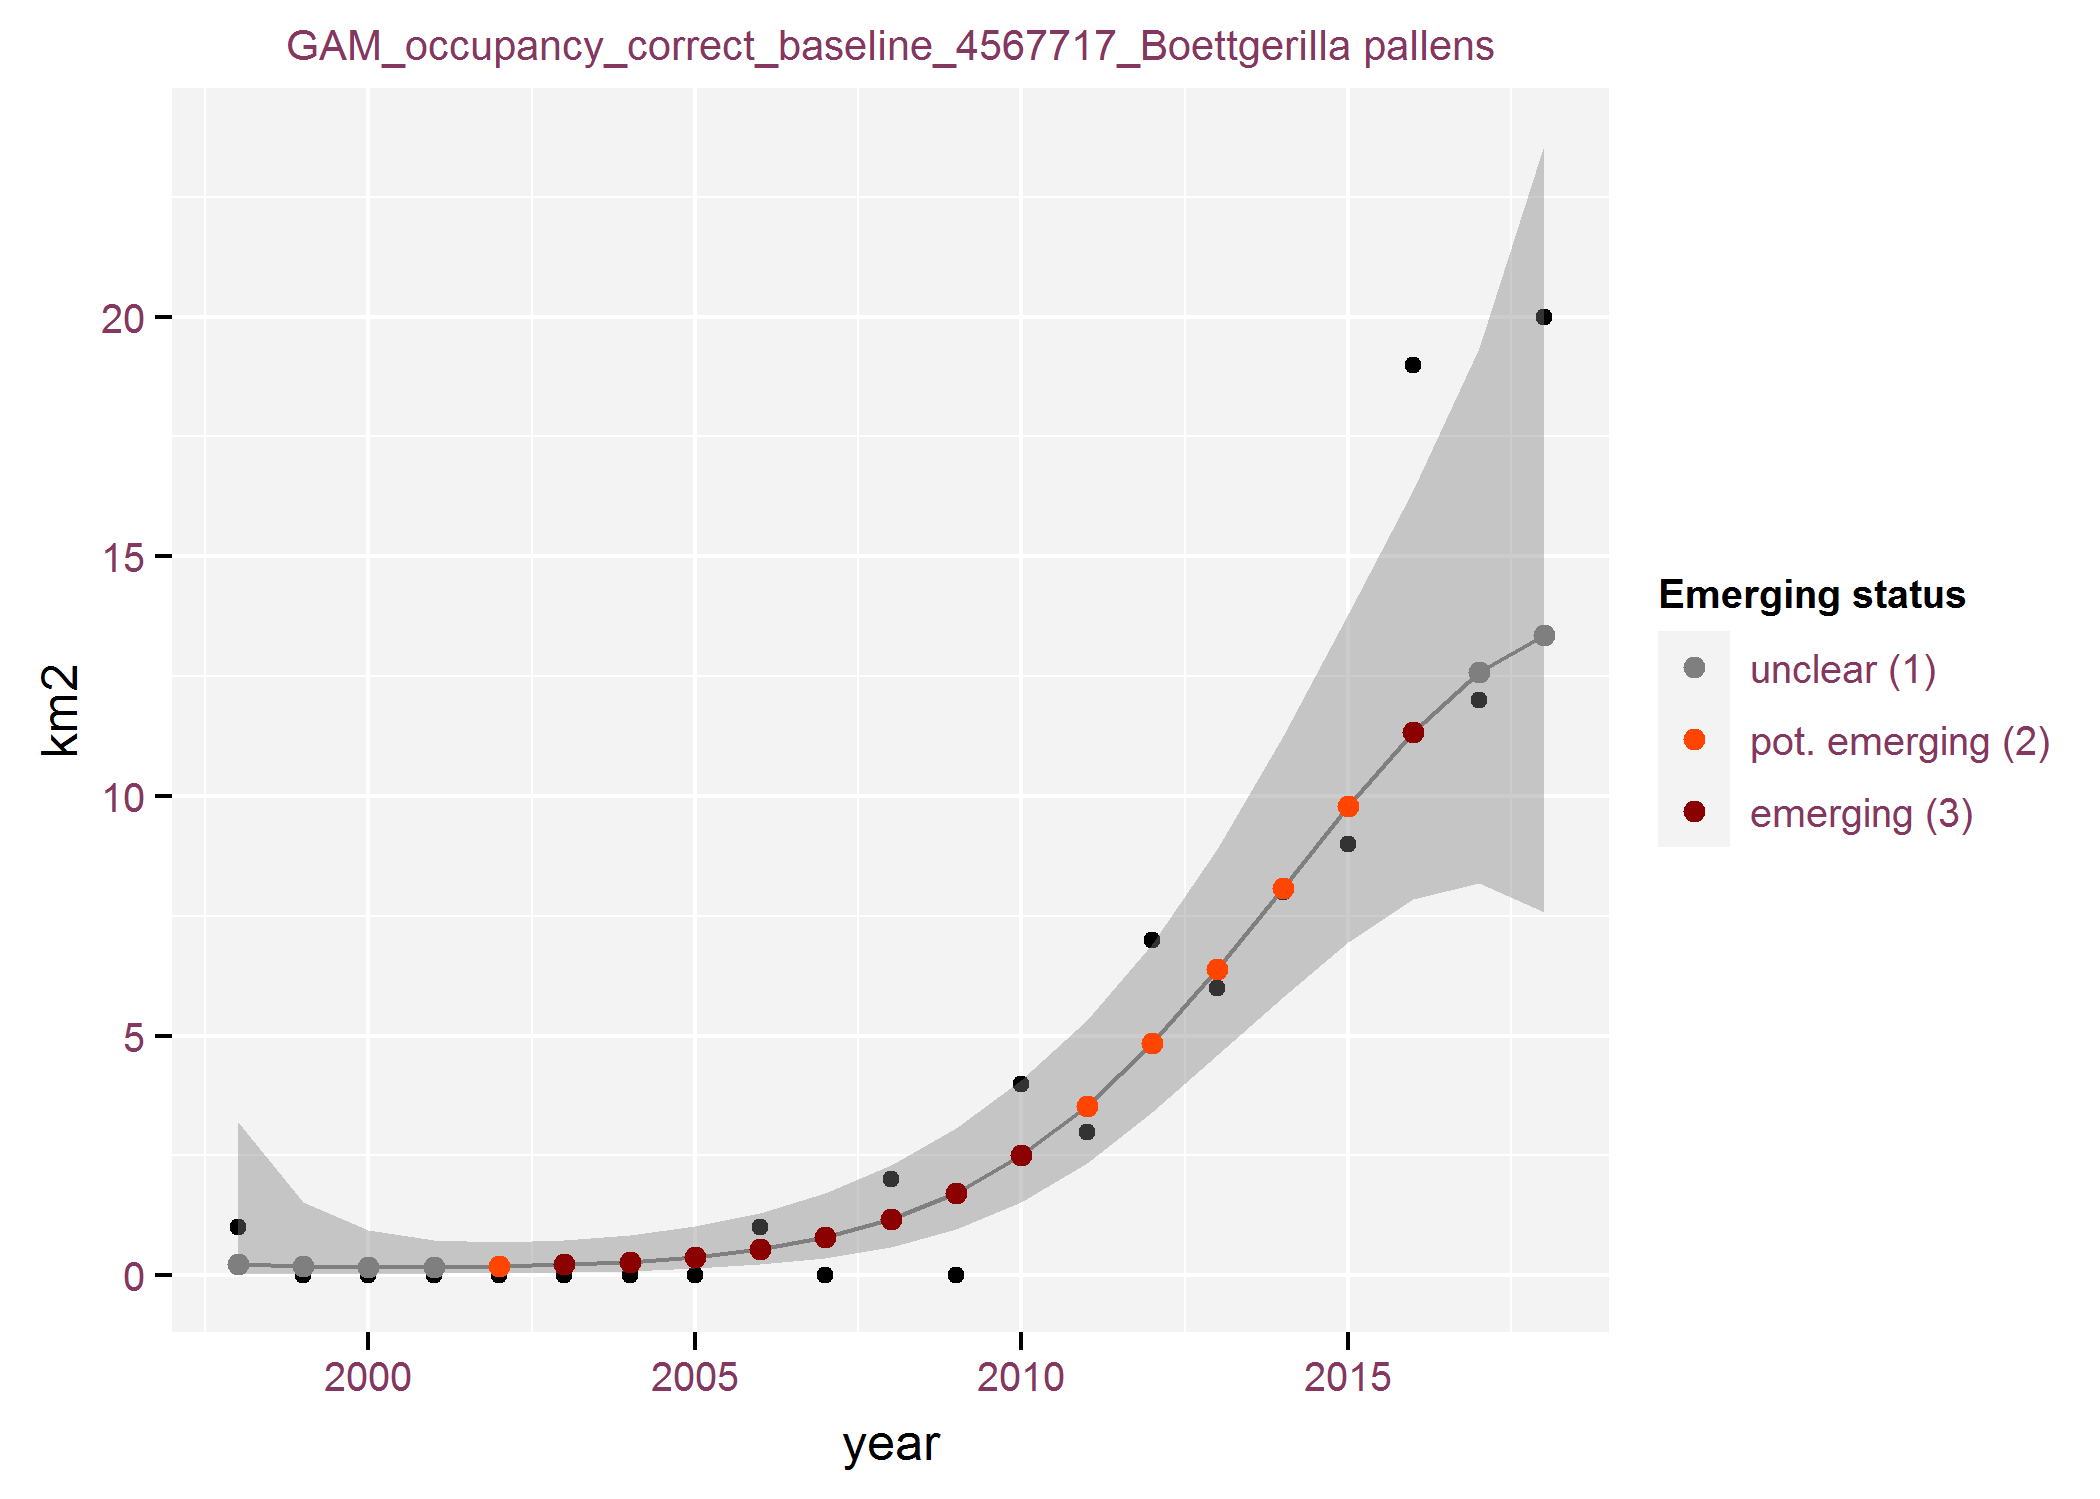 GAM_occupancy_correct_baseline_4567717_Boettgerilla pallens
20
15
10
5
0
km2
2000 2005 2010 2015
year
Emerging status
unclear (1)
pot. emerging (2)
emerging (3)